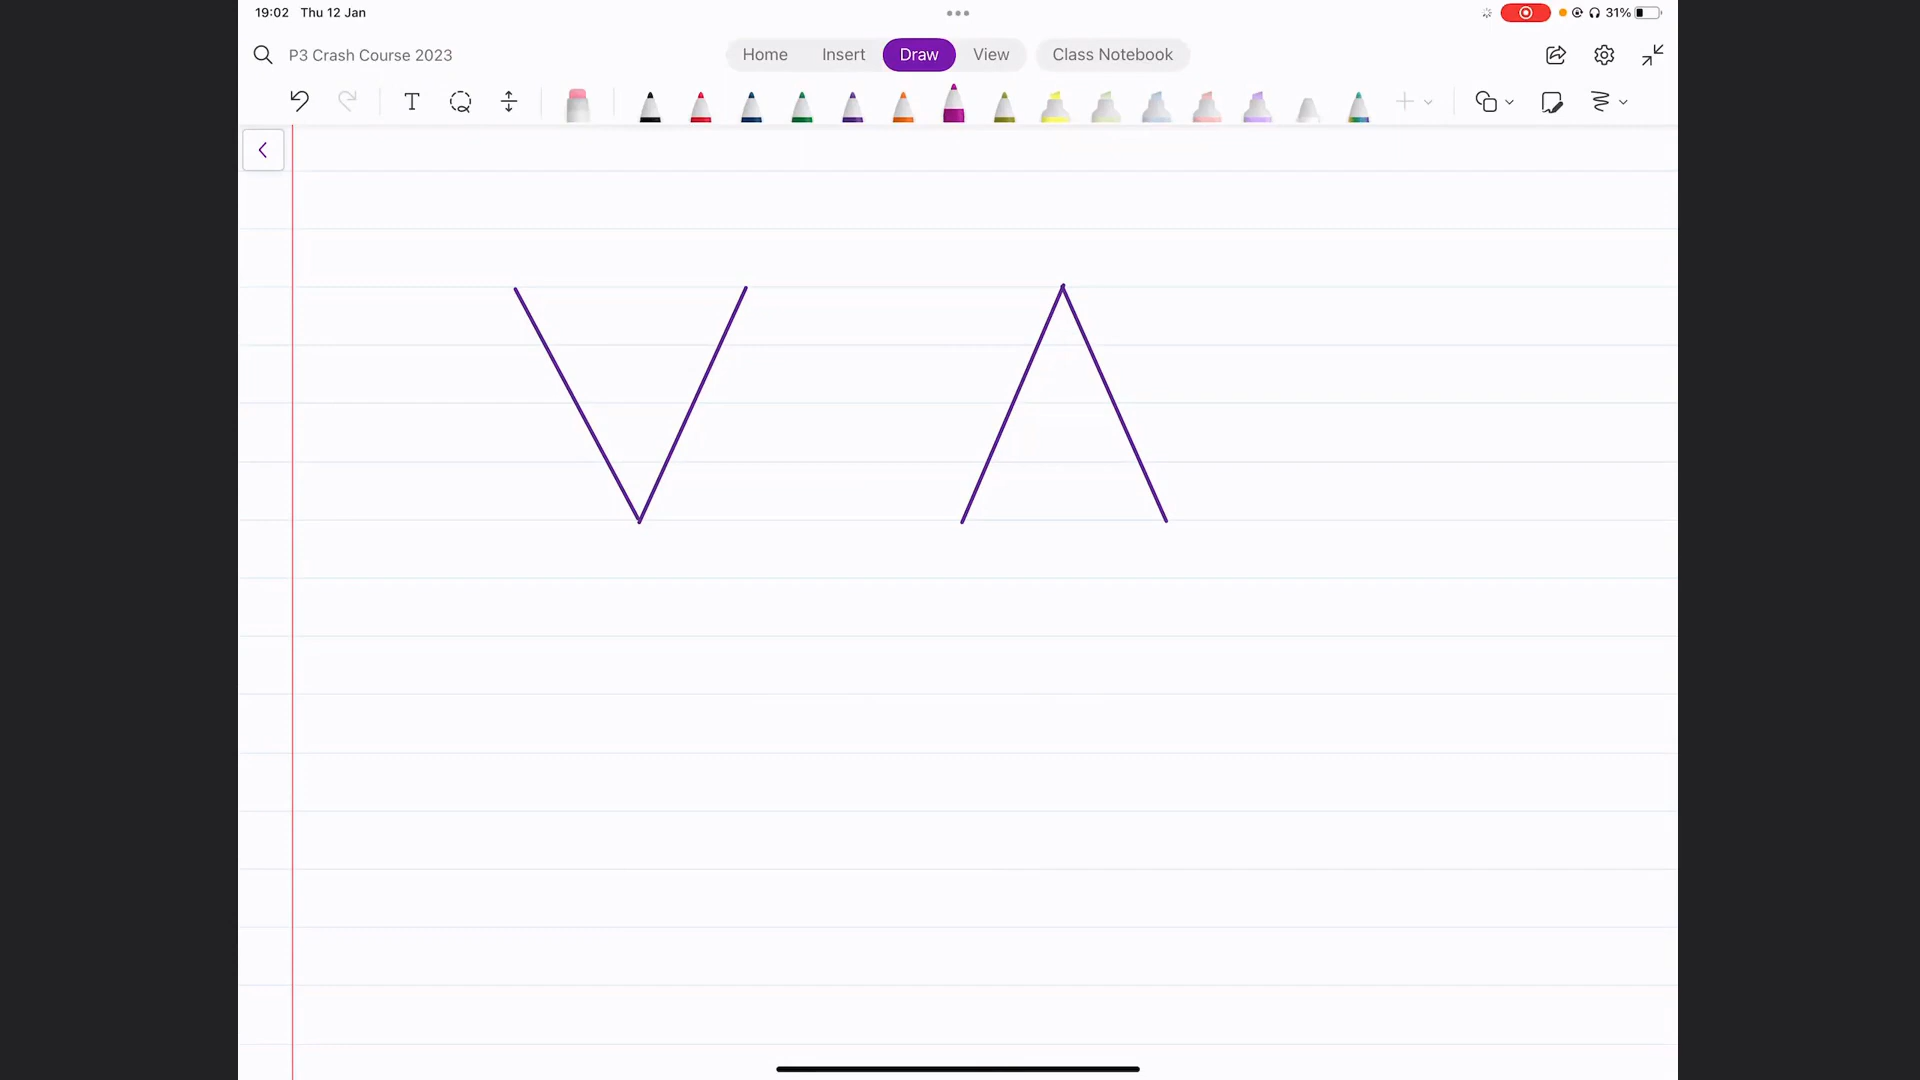 19:02 Thu 12 Jan
31%
P3 Crash Course 2023
Home Insert Draw View Class Notebook
T